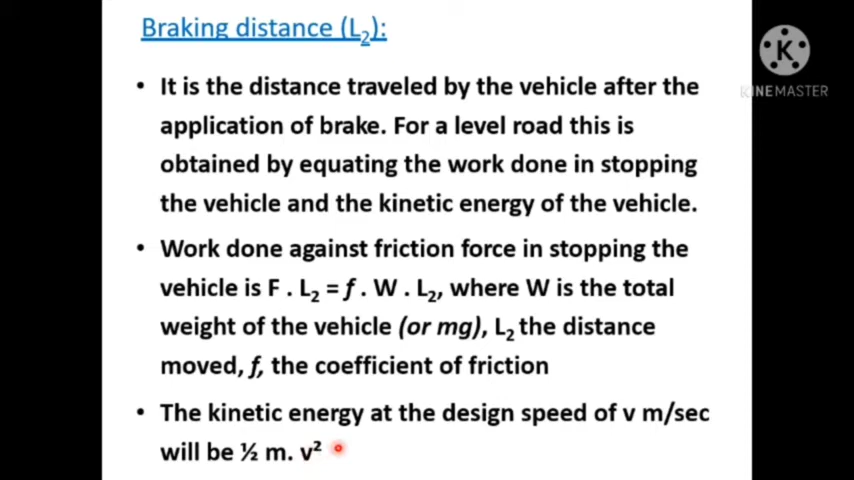 Braking distance (L₂):
K
KINEMASTER
• It is the distance traveled by the vehicle after the
application of brake. For a level road this is
obtained by equating the work done in stopping
the vehicle and the kinetic energy of the vehicle.
• Work done against friction force in stopping the
vehicle is F . L₂ = f . W . L₂, where W is the total
weight of the vehicle (or mg), L₂ the distance
moved, f, the coefficient of friction
• The kinetic energy at the design speed of v m/sec
will be ½ m. v²